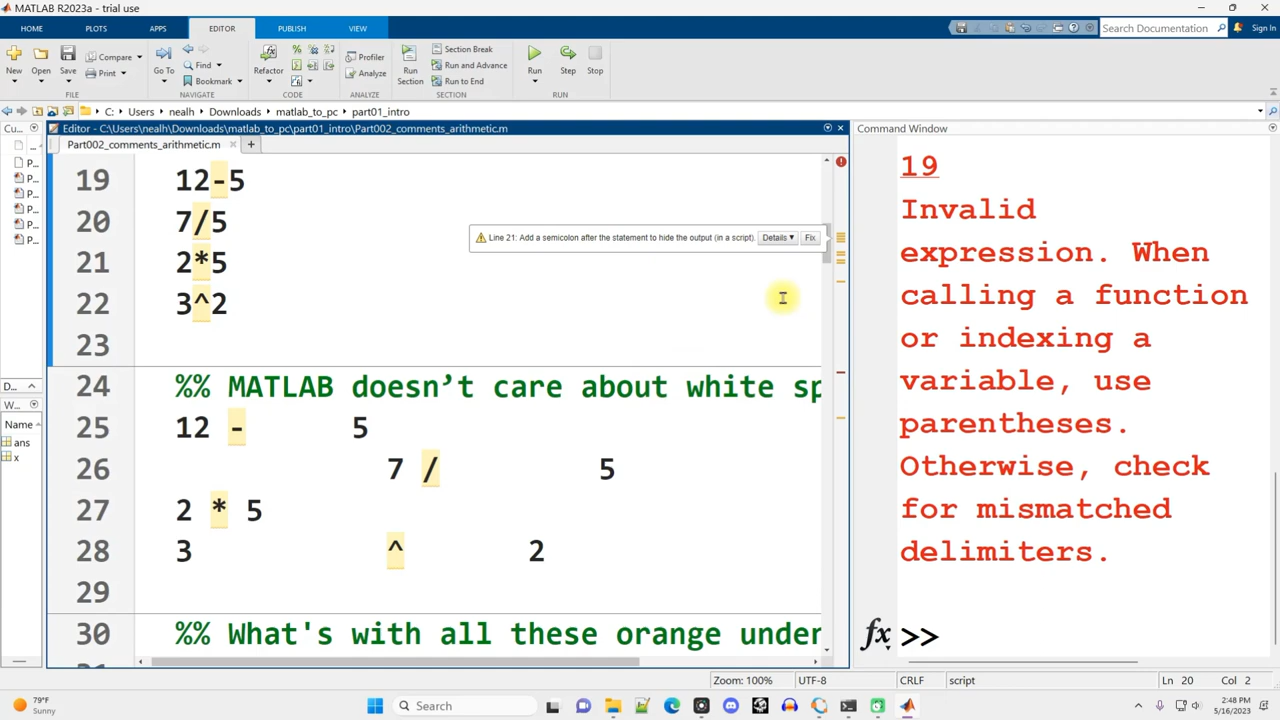 MATLAB R2023a - trial use
HOME PLOTS APPS EDITOR PUBLISH VIEW Search Documentation Sign In
New Open Save Compare Print Go To Find Bookmark Refactor Profiler Analyze Run Section Section Break Run and Advance Run to End Run Step Stop
FILE NAVIGATE CODE ANALYZE SECTION RUN
C: Users nealh Downloads matlab_to_pc part01_intro
Cu... Editor - C:\Users\nealh\Downloads\matlab_to_pc\part01_intro\Part002_comments_arithmetic.m Command Window
Part002_comments_arithmetic.m +
...
P...
P...
P...
P...
P...
D...
W...
Name
ans
x
19 12-5
20 7/5
Line 21: Add a semicolon after the statement to hide the output (in a script). Details Fix
21 2*5
22 3^2
23
24 %% MATLAB doesn’t care about white sp
25 12 - 5
26 7 / 5
27 2 * 5
28 3 ^ 2
29
30 %% What's with all these orange under
19
Invalid
expression. When
calling a function
or indexing a
variable, use
parentheses.
Otherwise, check
for mismatched
delimiters.
fx >>
Zoom: 100% UTF-8 CRLF script Ln 20 Col 2
79°F
Sunny
Search
2:48 PM
5/16/2023